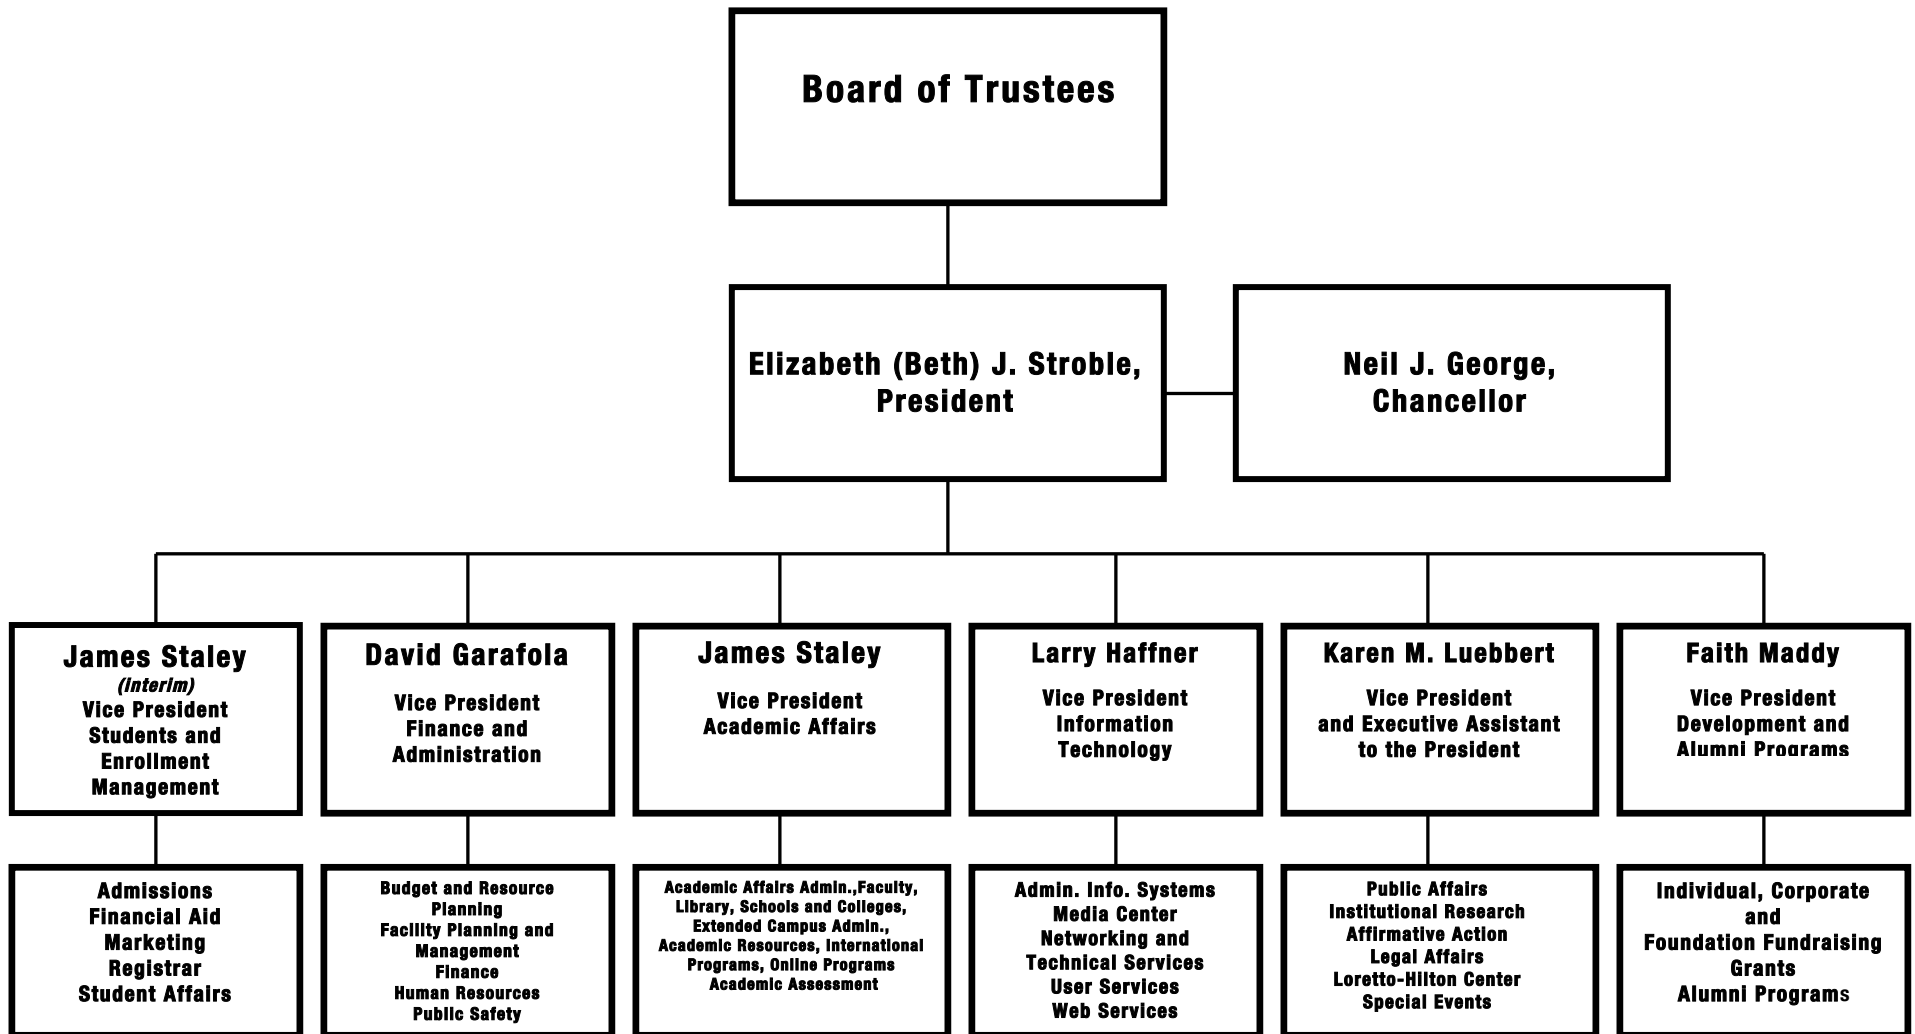 Board of Trustees
Elizabeth (Beth) J. Stroble,
President
Neil J. George,
Chancellor
James Staley
(Interim)
Vice President
Students and
Enrollment
Management
David Garafola
Vice President
Finance and
Administration
James Staley
Vice President
Academic Affairs
Larry Haffner
Vice President
Information
Technology
Karen M. Luebbert
Vice President
and Executive Assistant
to the President
Faith Maddy
Vice President
Development and
Alumni Programs
Admissions
Financial Aid
Marketing
Registrar
Student Affairs
Budget and Resource
Planning
Facility Planning and
Management
Finance
Human Resources
Public Safety
Academic Affairs Admin.,Faculty,
Library, Schools and Colleges,
Extended Campus Admin.,
Academic Resources, International
Programs, Online Programs
Academic Assessment
Admin. Info. Systems
Media Center
Networking and
Technical Services
User Services
Web Services
Public Affairs
Institutional Research
Affirmative Action
Legal Affairs
Loretto-Hilton Center
Special Events
Individual, Corporate
and
Foundation Fundraising
Grants
Alumni Programs